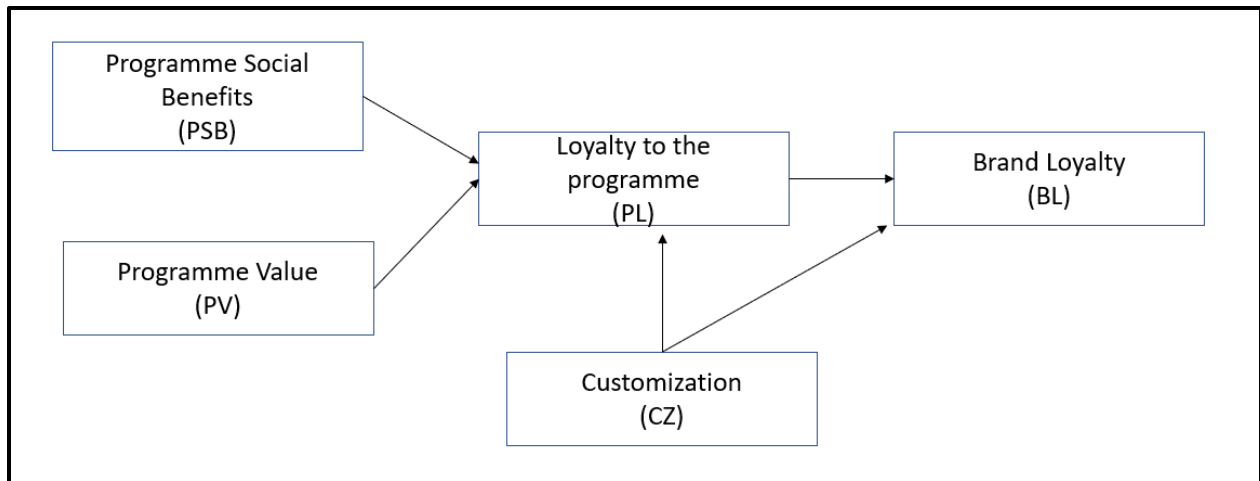 Programme Social
Benefits
(PSB)
Programme Value
(PV)
Loyalty to the
programme
(PL)
Brand Loyalty
(BL)
Customization
(CZ)